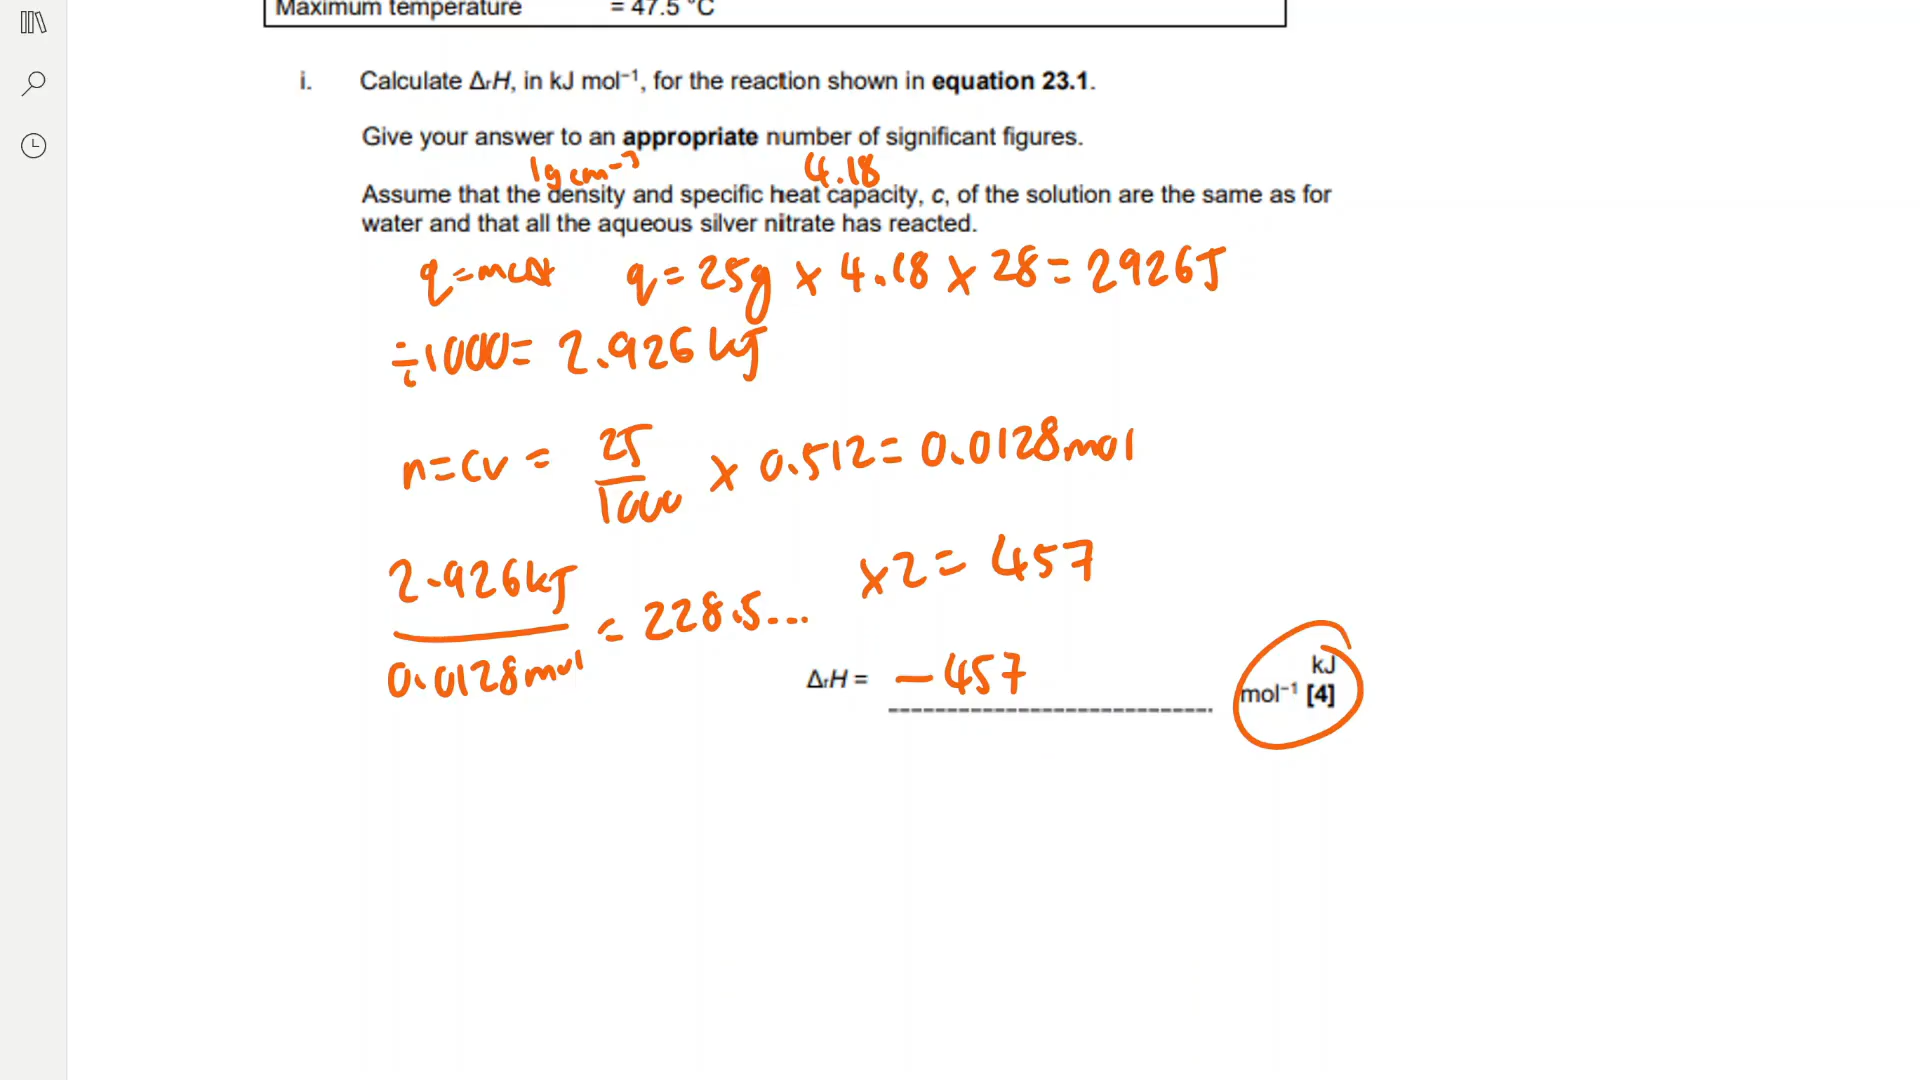 Maximum temperature = 47.5 °C
i. Calculate ΔrH, in kJ mol⁻¹, for the reaction shown in equation 23.1.
Give your answer to an appropriate number of significant figures.
1g cm⁻³ 4.18
Assume that the density and specific heat capacity, c, of the solution are the same as for
water and that all the aqueous silver nitrate has reacted.
q = mcΔt q = 25g × 4.18 × 28 = 2926J
÷1000 = 2.926 kJ
n = cv = 25/1000 × 0.512 = 0.0128mol
2.926kJ/0.0128mol = 228.5... ×2 = 457
ΔrH = −457 kJ
mol⁻¹ [4]